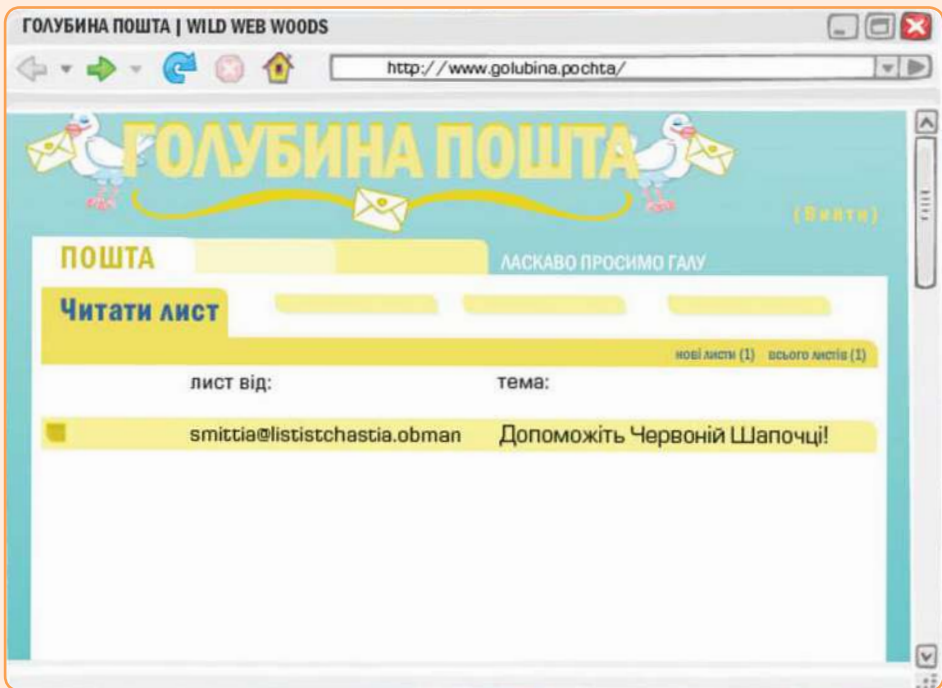 ГОЛУБИНА ПОШТА | WILD WEB WOODS
http://www.golubina.pochta/
ГОЛУБИНА ПОШТА
(Вийти)
ПОШТА
ЛАСКАВО ПРОСИМО ГАЛУ
Читати лист
нові листи (1) всього листів (1)
лист від: тема:
smittia@lististchastia.obman Допоможіть Червоній Шапочці!